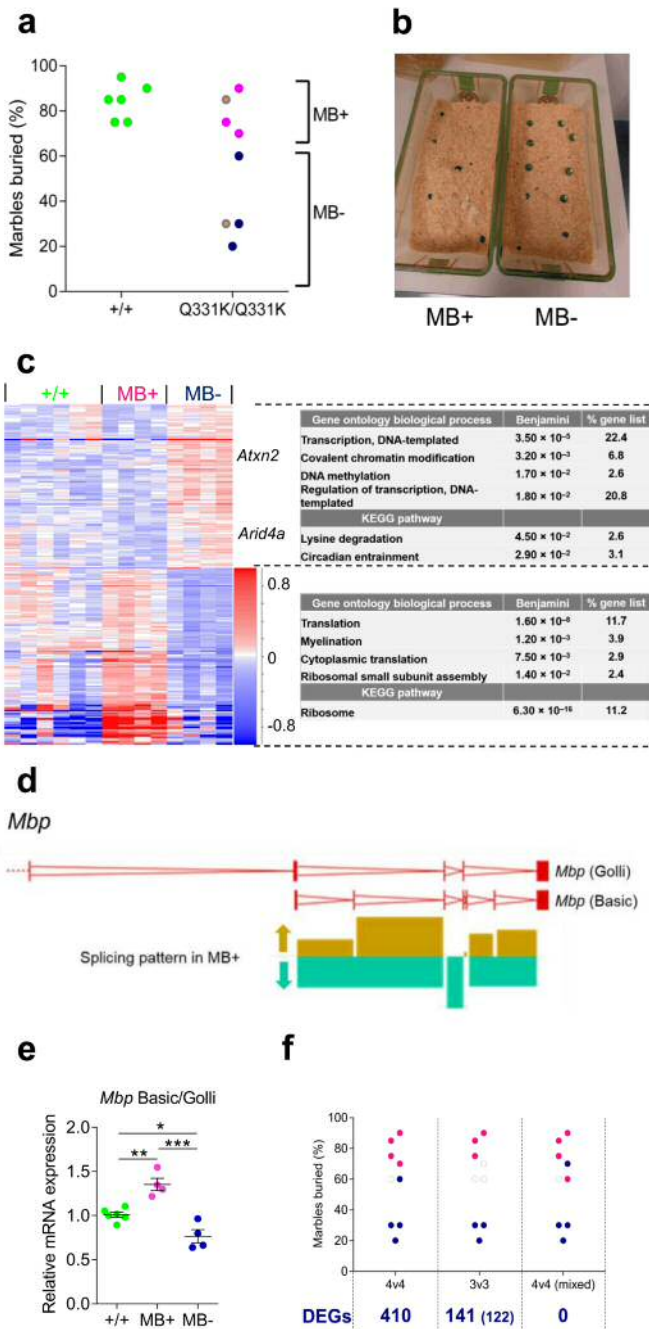 a
100
80
60
40
20
0
Marbles buried (%)
MB+
MB-
+/+
Q331K/Q331K
b
MB+
MB-
c
+/+
MB+
MB-
Atxn2
Arid4a
0.8
0
-0.8
Gene ontology biological process Benjamini % gene list
Transcription, DNA-templated 3.50 × 10⁻⁵ 22.4
Covalent chromatin modification 3.20 × 10⁻³ 6.8
DNA methylation 1.70 × 10⁻² 2.6
Regulation of transcription, DNA-
templated 1.80 × 10⁻² 20.8
KEGG pathway
Lysine degradation 4.50 × 10⁻² 2.6
Circadian entrainment 2.90 × 10⁻² 3.1
Gene ontology biological process Benjamini % gene list
Translation 1.60 × 10⁻⁸ 11.7
Myelination 1.20 × 10⁻³ 3.9
Cytoplasmic translation 7.50 × 10⁻³ 2.9
Ribosomal small subunit assembly 1.40 × 10⁻² 2.4
KEGG pathway
Ribosome 6.30 × 10⁻¹⁶ 11.2
d
Mbp
Mbp (Golli)
Mbp (Basic)
Splicing pattern in MB+
e
Mbp Basic/Golli
Relative mRNA expression
2.0
1.5
1.0
0.5
0.0
*
** ***
+/+ MB+ MB-
f
Marbles buried (%)
100
80
60
40
20
0
4v4 3v3 4v4 (mixed)
DEGs 410 141 (122) 0